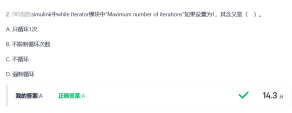 2. [单选题]simulink中while Iterator模块中"Maximum number of iterations"如果设置为1，其含义是（ ）。
A. 只循环1次
B. 不限制循环次数
C. 不循环
D. 强制循环
我的答案:A 正确答案:A 14.3 分